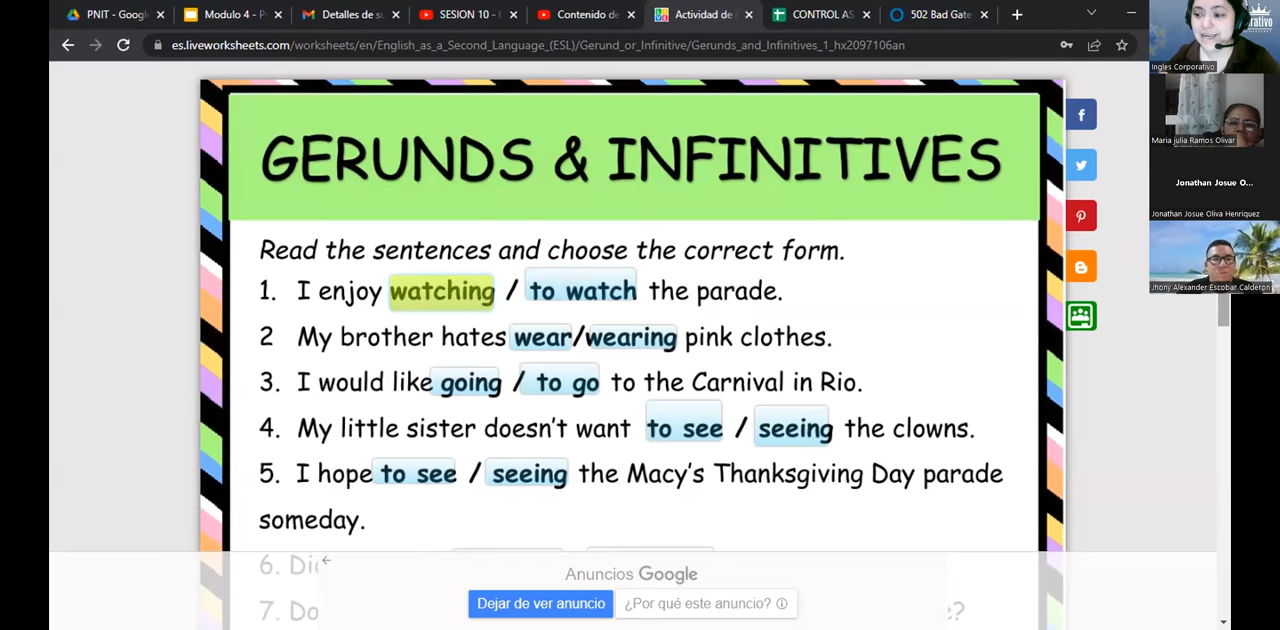 PNIT - Googl
Modulo 4 - P
Detalles de su
SESION 10 - C
Contenido de
Actividad de
CONTROL AS
502 Bad Gate
es.liveworksheets.com/worksheets/en/English_as_a_Second_Language_(ESL)/Gerund_or_Infinitive/Gerunds_and_Infinitives_1_hx2097106an
GERUNDS & INFINITIVES
Read the sentences and choose the correct form.
1. I enjoy watching / to watch the parade.
2 My brother hates wear/wearing pink clothes.
3. I would like going / to go to the Carnival in Rio.
4. My little sister doesn't want to see / seeing the clowns.
5. I hope to see / seeing the Macy's Thanksgiving Day parade
someday.
6. Di
7. Do
e?
Anuncios Google
Dejar de ver anuncio
¿Por qué este anuncio?
Ingles Corporativo
Maria julia Ramos Olivar
Jonathan Josue O...
Jonathan Josue Oliva Henriquez
Jhony Alexander Escobar Calderon